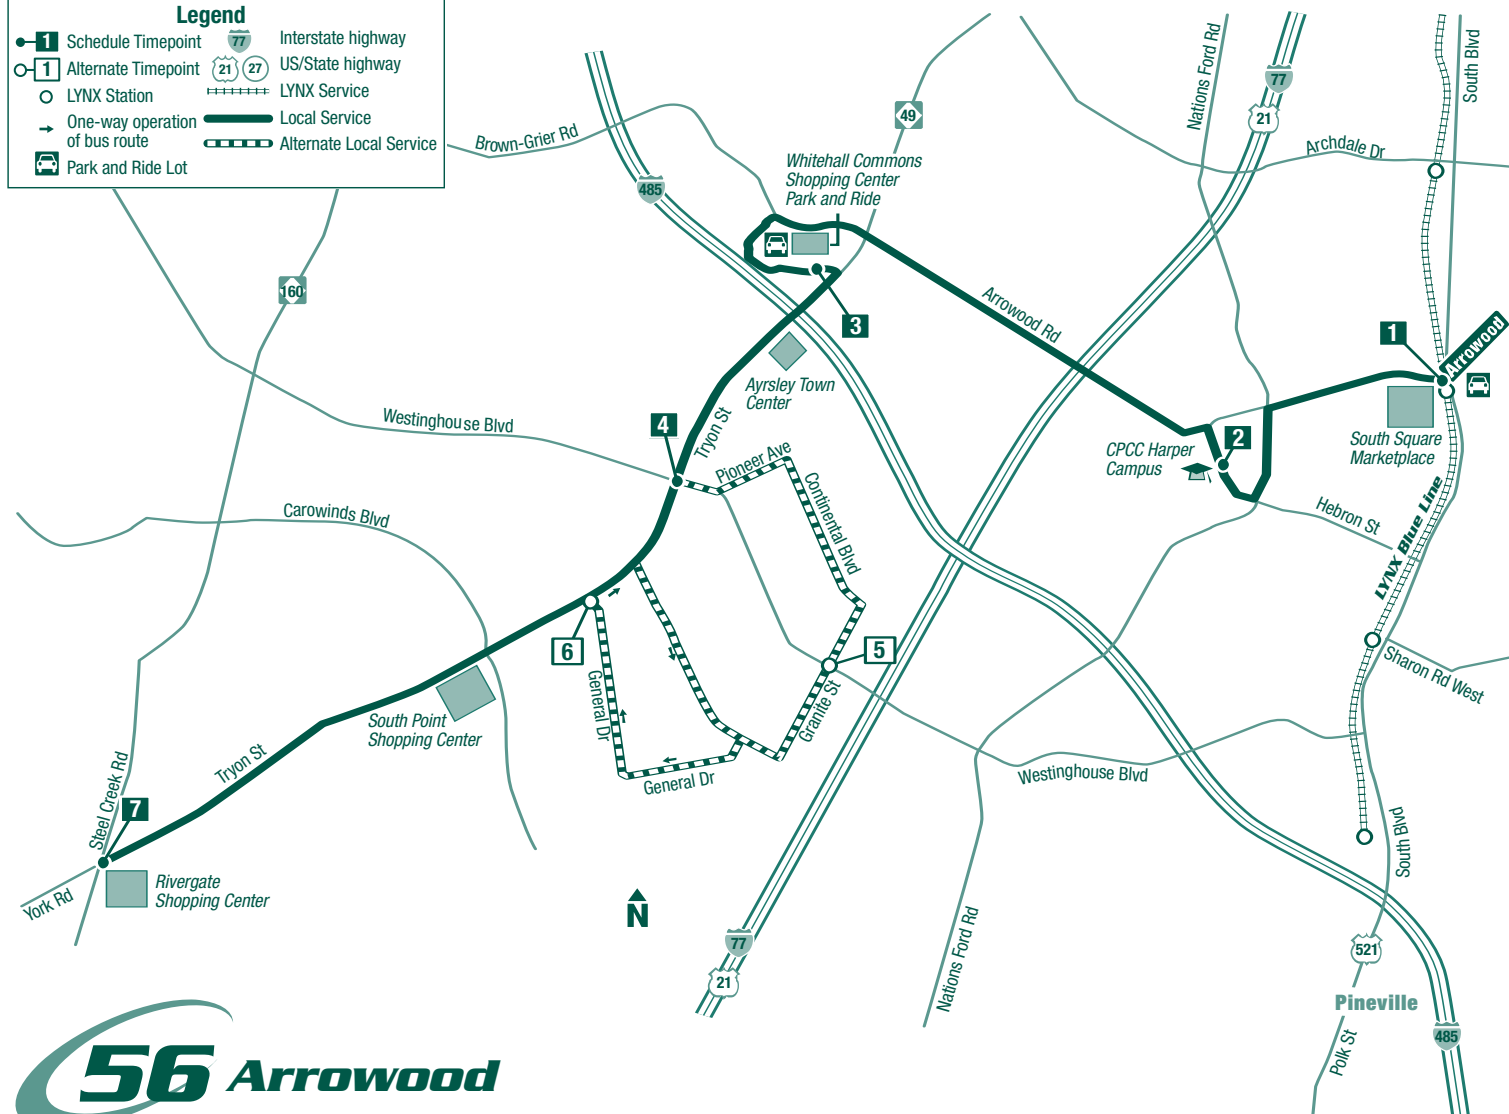 Legend
1 Schedule Timepoint
1 Alternate Timepoint
LYNX Station
One-way operation
of bus route
Park and Ride Lot
77 Interstate highway
21 27 US/State highway
LYNX Service
Local Service
Alternate Local Service
Brown-Grier Rd
485
49
Whitehall Commons
Shopping Center
Park and Ride
Nations Ford Rd
77
21
South Blvd
Archdale Dr
160
3
Arrowood Rd
1
Arrowood
Ayrsley Town
Center
Westinghouse Blvd
4
Tryon St
Pioneer Ave
Continental Blvd
CPCC Harper
Campus
2
South Square
Marketplace
Hebron St
LYNX Blue Line
Carowinds Blvd
6
5
General Dr
Granite St
General Dr
Sharon Rd West
South Point
Shopping Center
Tryon St
Westinghouse Blvd
Steel Creek Rd
7
York Rd
Rivergate
Shopping Center
N
77
21
Nations Ford Rd
South Blvd
521
Pineville
485
Polk St
56 Arrowood